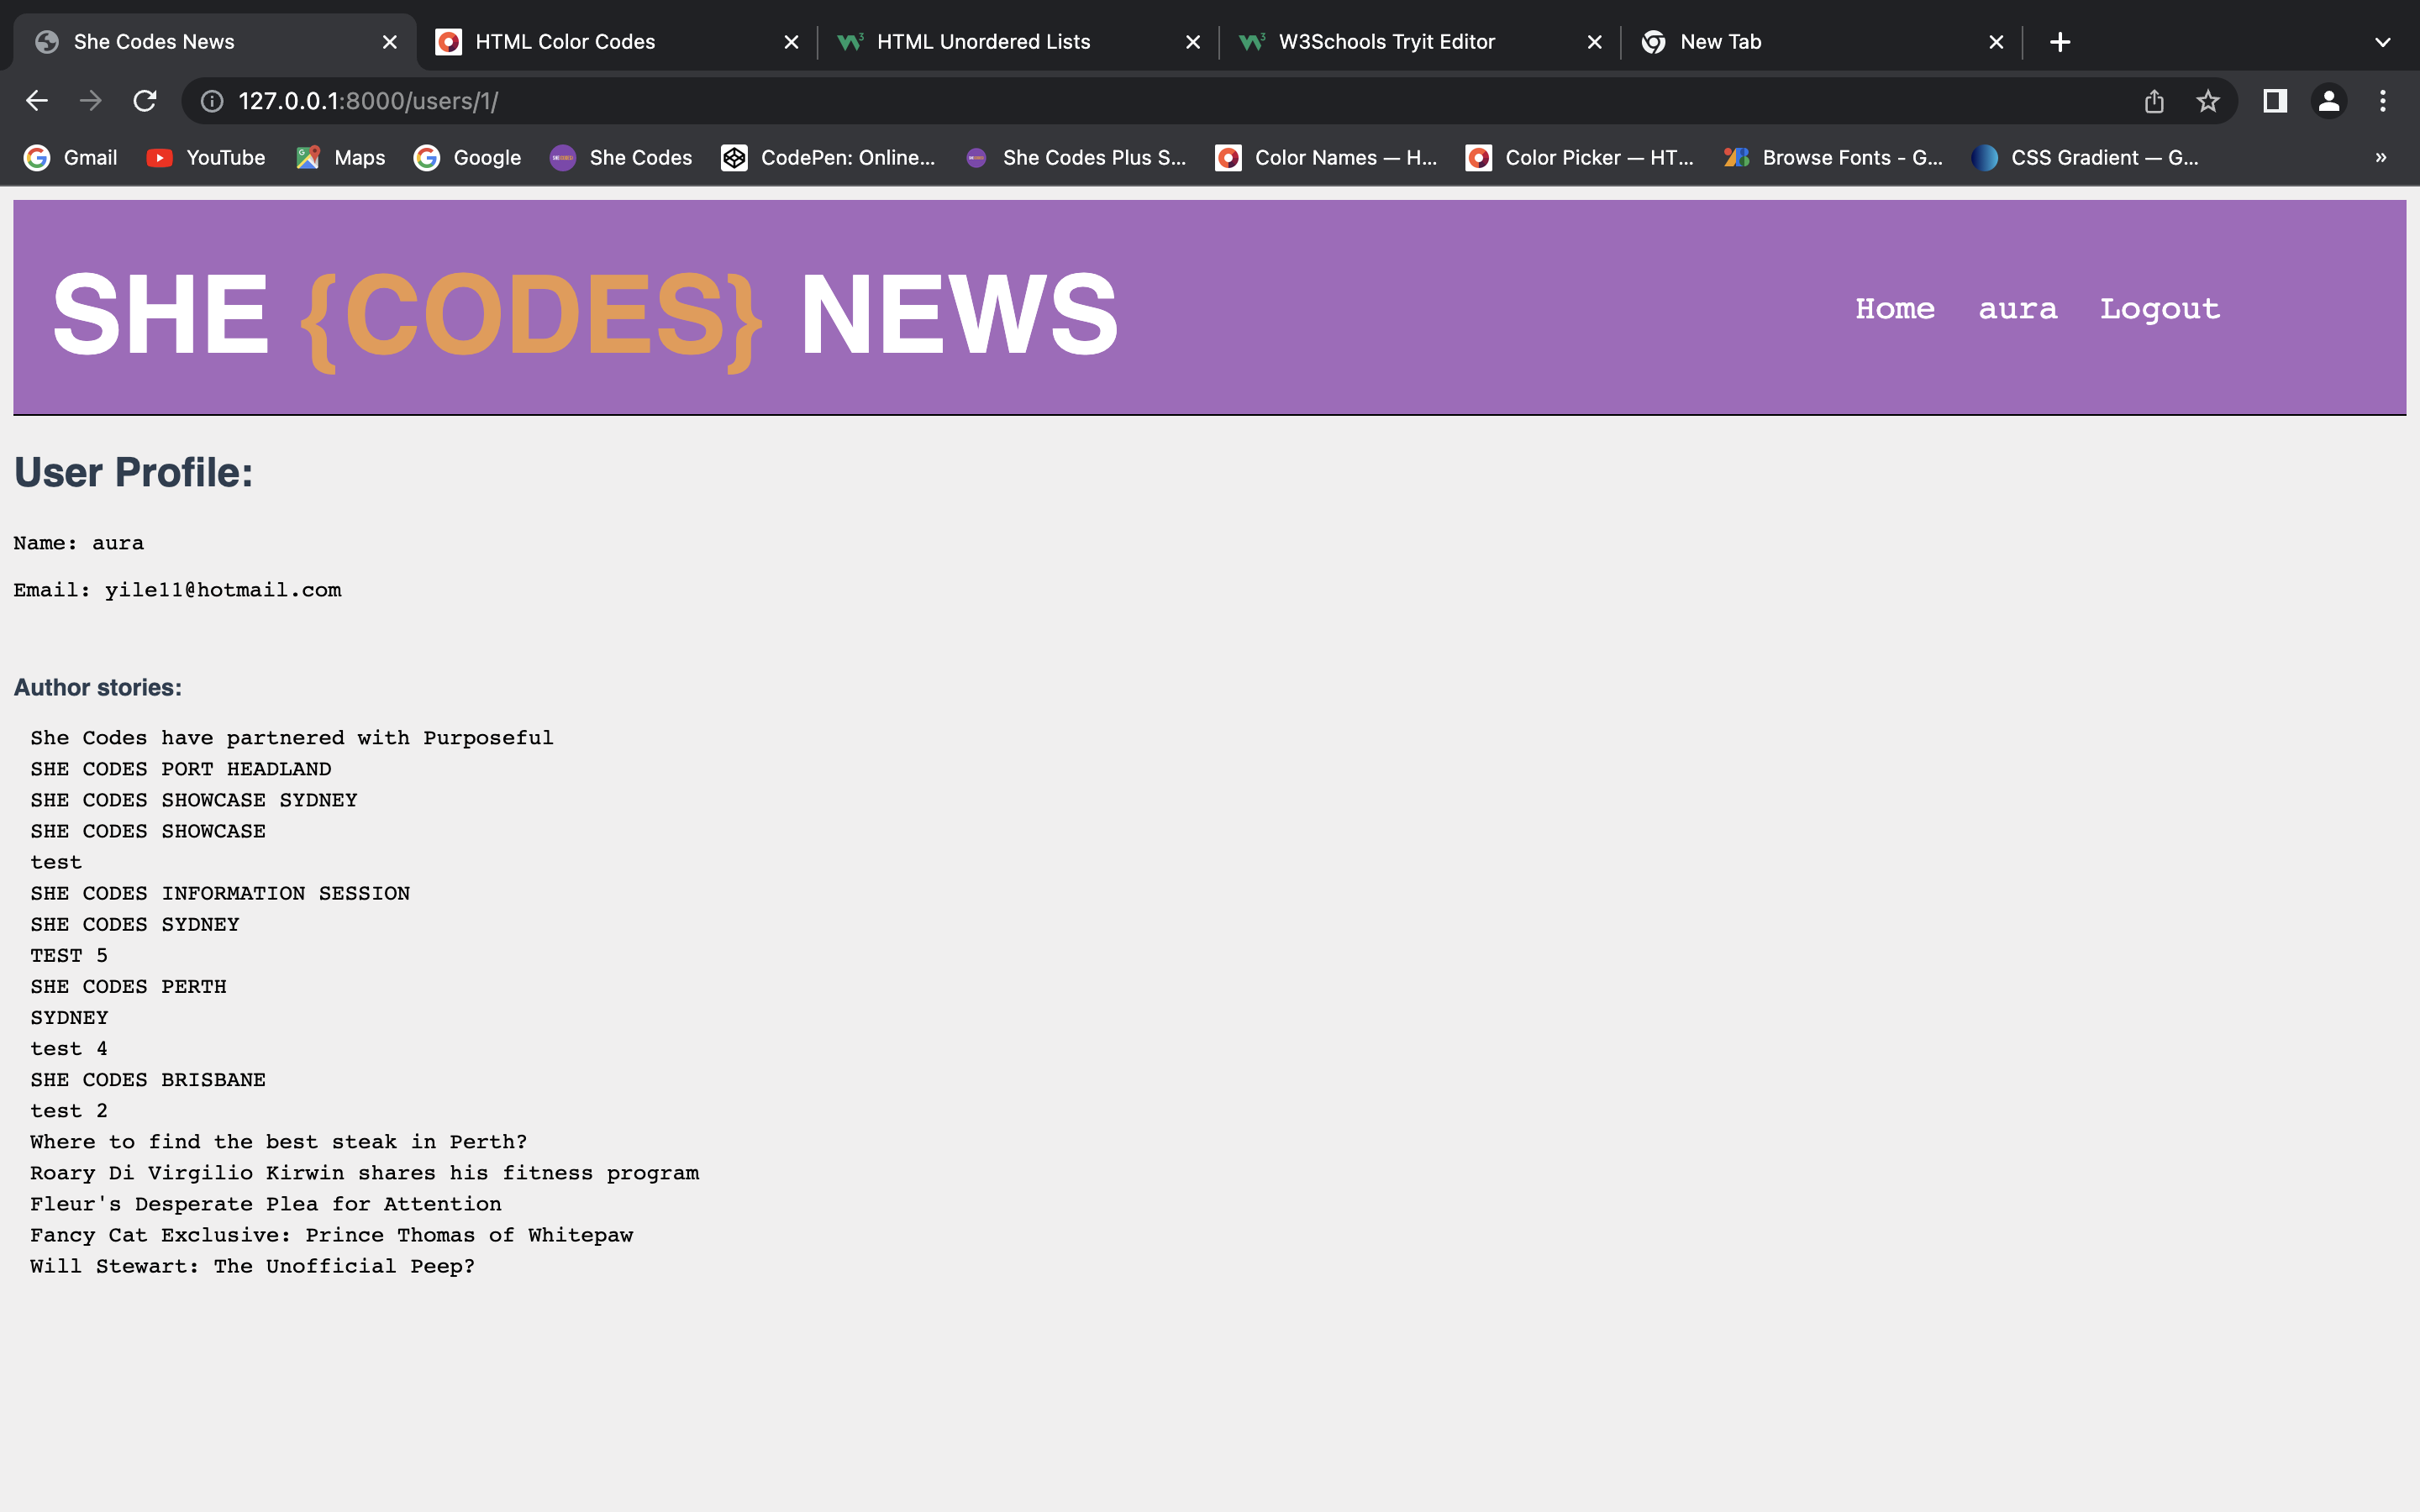 She Codes News
HTML Color Codes
HTML Unordered Lists
W3Schools Tryit Editor
New Tab
127.0.0.1:8000/users/1/
Gmail YouTube Maps Google She Codes CodePen: Online... She Codes Plus S... Color Names — H... Color Picker — HT... Browse Fonts - G... CSS Gradient — G... »
SHE {CODES} NEWS
Home aura Logout
User Profile:
Name: aura
Email: yile11@hotmail.com
Author stories:
She Codes have partnered with Purposeful
SHE CODES PORT HEADLAND
SHE CODES SHOWCASE SYDNEY
SHE CODES SHOWCASE
test
SHE CODES INFORMATION SESSION
SHE CODES SYDNEY
TEST 5
SHE CODES PERTH
SYDNEY
test 4
SHE CODES BRISBANE
test 2
Where to find the best steak in Perth?
Roary Di Virgilio Kirwin shares his fitness program
Fleur's Desperate Plea for Attention
Fancy Cat Exclusive: Prince Thomas of Whitepaw
Will Stewart: The Unofficial Peep?